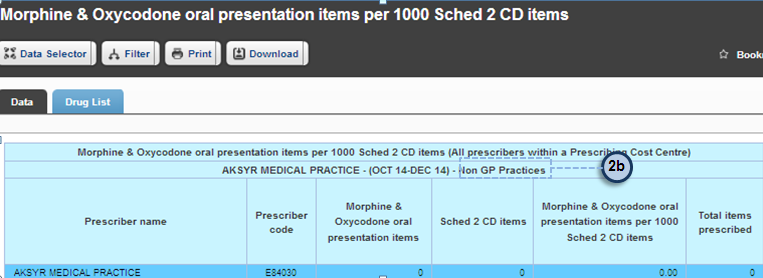 Morphine & Oxycodone oral presentation items per 1000 Sched 2 CD items
Data Selector Filter Print Download Book
Data Drug List
Morphine & Oxycodone oral presentation items per 1000 Sched 2 CD items (All prescribers within a Prescribing Cost Centre)
AKSYR MEDICAL PRACTICE - (OCT 14-DEC 14) - Non GP Practices 2b
Prescriber name
Prescriber
code
Morphine &
Oxycodone oral
presentation items
Sched 2 CD items
Morphine & Oxycodone oral
presentation items per 1000
Sched 2 CD items
Total items
prescribed
AKSYR MEDICAL PRACTICE E84030 0 0 0.00 0